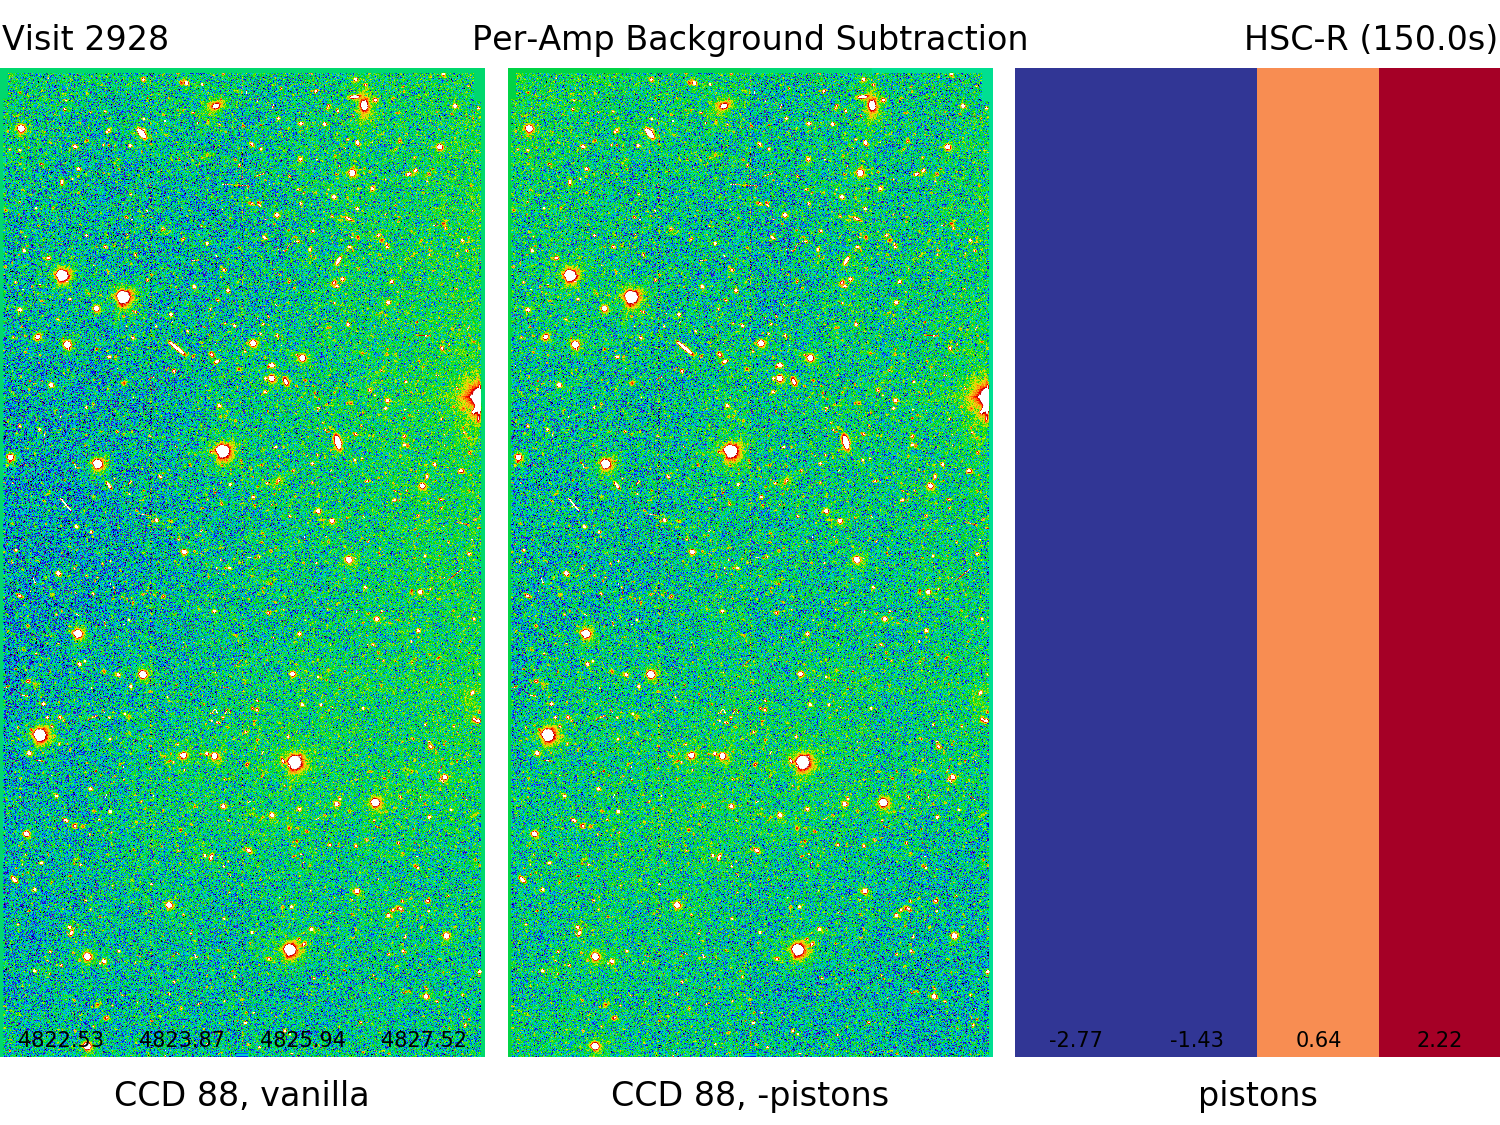 Visit 2928
Per-Amp Background Subtraction
HSC-R (150.0s)
4822.53 4823.87 4825.94 4827.52
-2.77 -1.43 0.64 2.22
CCD 88, vanilla
CCD 88, -pistons
pistons